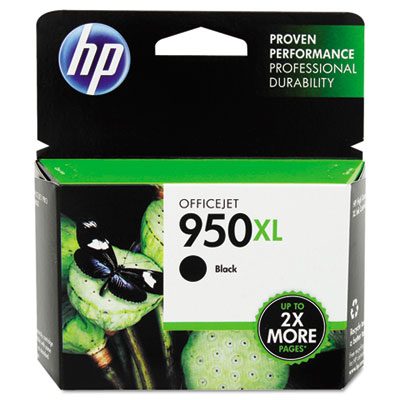 hp
PROVEN
PERFORMANCE
PROFESSIONAL
DURABILITY
OFFICEJET
950XL
Black
UP TO
2X
MORE
PAGES*